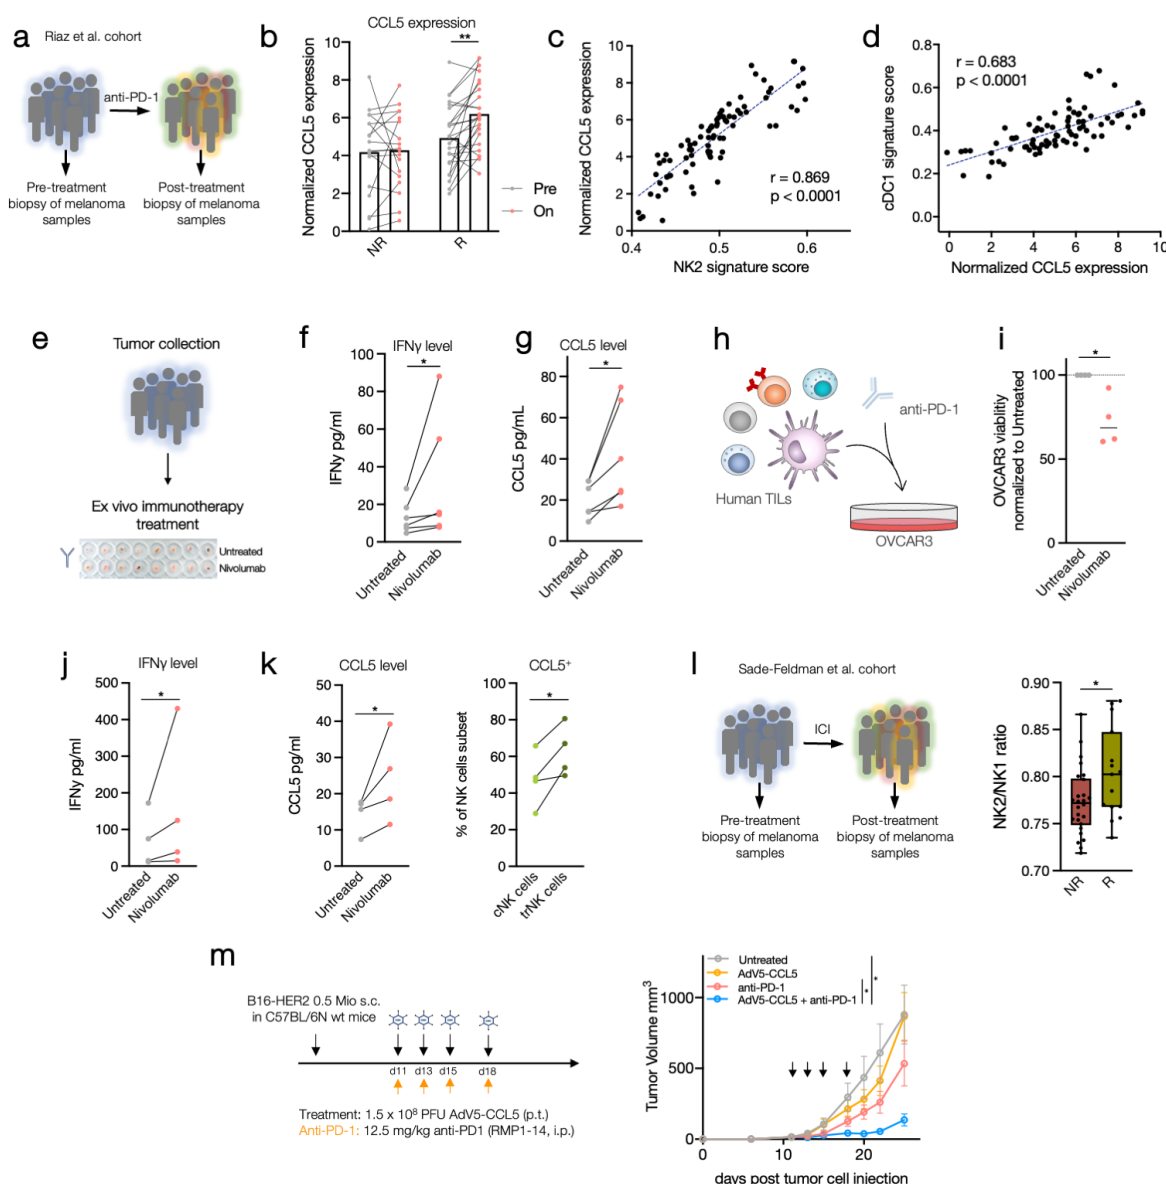 a
Riaz et al. cohort
anti-PD-1
Pre-treatment
biopsy of melanoma
samples
Post-treatment
biopsy of melanoma
samples
b
CCL5 expression
**
Normalized CCL5 expression
10
8
6
4
2
0
NR
R
Pre
On
c
Normalized CCL5 expression
10
8
6
4
2
0
r = 0.869
p < 0.0001
0.4
0.5
0.6
NK2 signature score
d
cDC1 signature score
0.8
0.6
0.4
0.2
0.0
r = 0.683
p < 0.0001
0
2
4
6
8
10
Normalized CCL5 expression
e
Tumor collection
Ex vivo immunotherapy
treatment
Untreated
Nivolumab
f
IFNγ level
*
IFNγ pg/ml
100
80
60
40
20
0
Untreated
Nivolumab
g
CCL5 level
*
CCL5 pg/mL
80
60
40
20
0
Untreated
Nivolumab
h
anti-PD-1
Human TILs
OVCAR3
i
*
OVCAR3 viablity
normalized to Untreated
100
50
0
Untreated
Nivolumab
j
IFNγ level
*
IFNγ pg/ml
500
400
300
200
100
0
Untreated
Nivolumab
k
CCL5 level
*
CCL5 pg/ml
50
40
30
20
10
0
Untreated
Nivolumab
CCL5⁺
*
% of NK cells subset
100
80
60
40
20
0
cNK cells
trNK cells
l
Sade-Feldman et al. cohort
ICI
Pre-treatment
biopsy of melanoma
samples
Post-treatment
biopsy of melanoma
samples
*
NK2/NK1 ratio
0.90
0.85
0.80
0.75
0.70
NR
R
m
B16-HER2 0.5 Mio s.c.
in C57BL/6N wt mice
d11
d13
d15
d18
Treatment: 1.5 x 10⁸ PFU AdV5-CCL5 (p.t.)
Anti-PD-1: 12.5 mg/kg anti-PD1 (RMP1-14, i.p.)
Untreated
AdV5-CCL5
anti-PD-1
AdV5-CCL5 + anti-PD-1
*
*
Tumor Volume mm³
1000
500
0
0
10
20
days post tumor cell injection